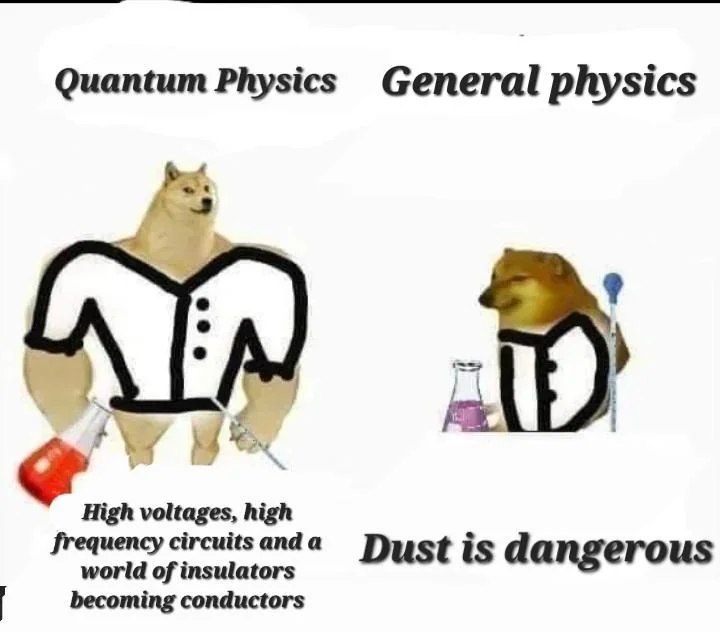 Quantum Physics
General physics
High voltages, high
frequency circuits and a
world of insulators
becoming conductors
Dust is dangerous